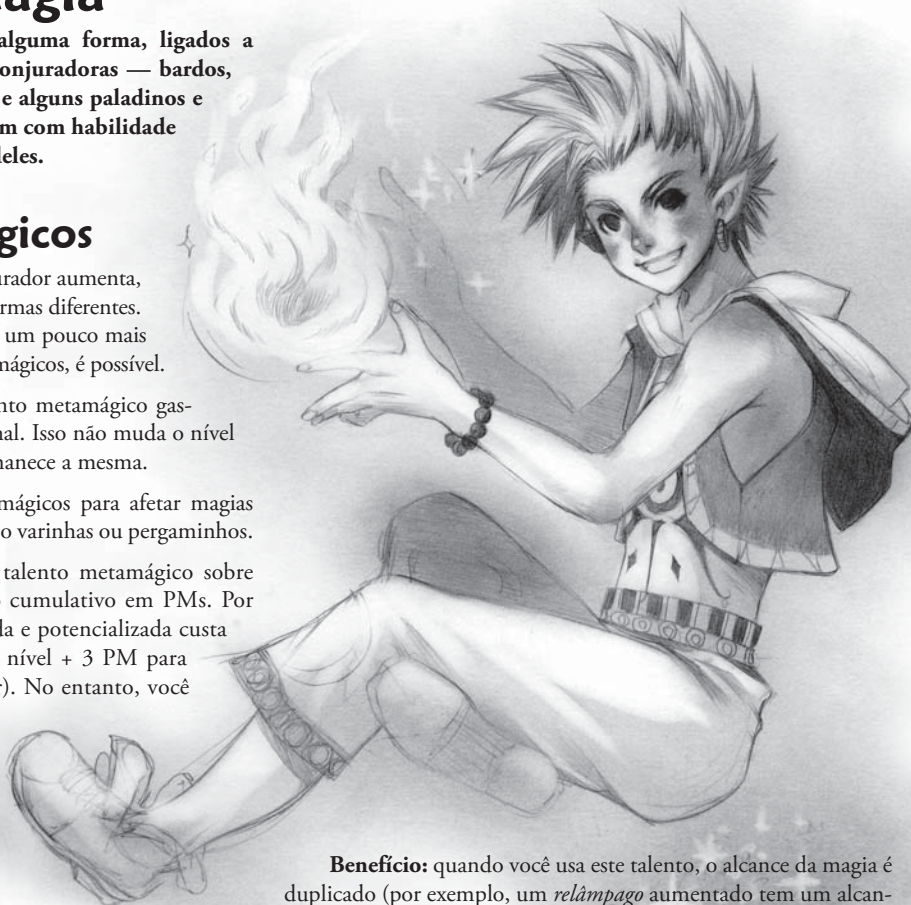 agia
alguma forma, ligados a
onjuradoras — bardos,
e alguns paladinos e
m com habilidade
eles.
gicos
urador aumenta,
rmas diferentes.
um pouco mais
mágicos, é possível.
nto metamágico gas-
nal. Isso não muda o nível
manece a mesma.
mágicos para afetar magias
o varinhas ou pergaminhos.
talento metamágico sobre
cumulativo em PMs. Por
da e potencializada custa
nível + 3 PM para
r). No entanto, você
Benefício: quando você usa este talento, o alcance da magia é
duplicado (por exemplo, um relâmpago aumentado tem um alcan-